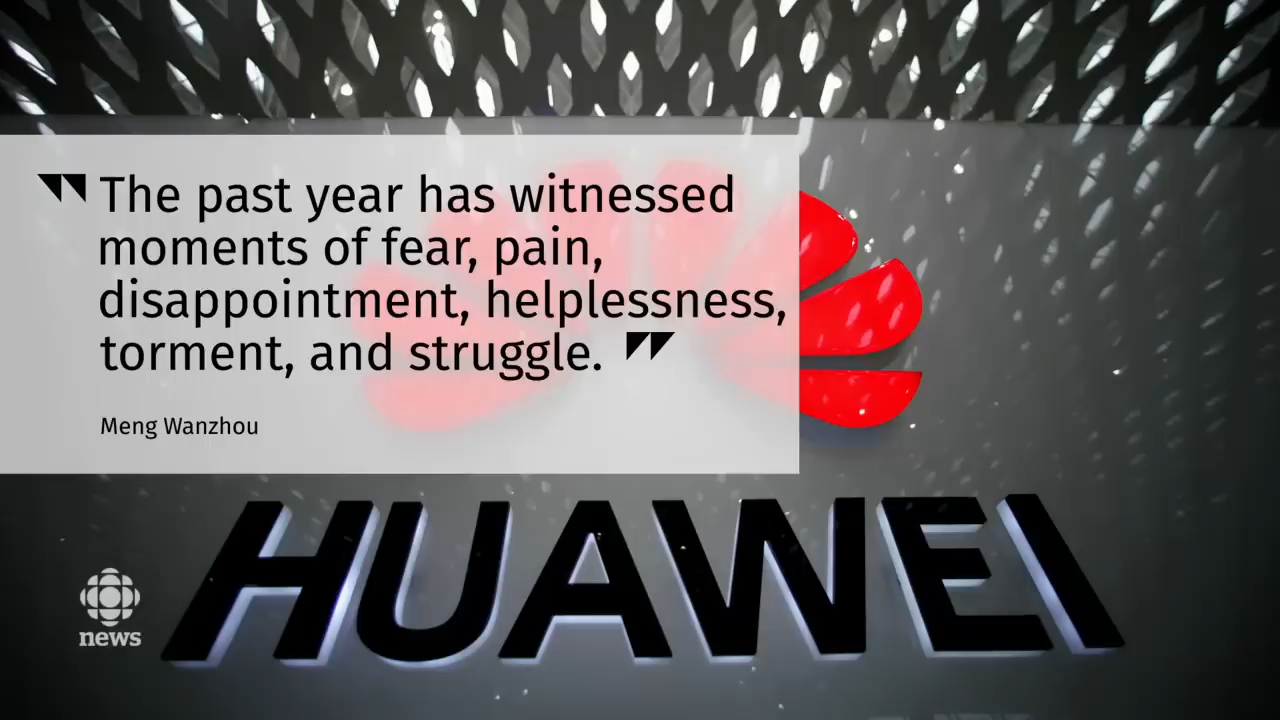 The past year has witnessed
moments of fear, pain,
disappointment, helplessness,
torment, and struggle.
Meng Wanzhou
HUAWEI
news